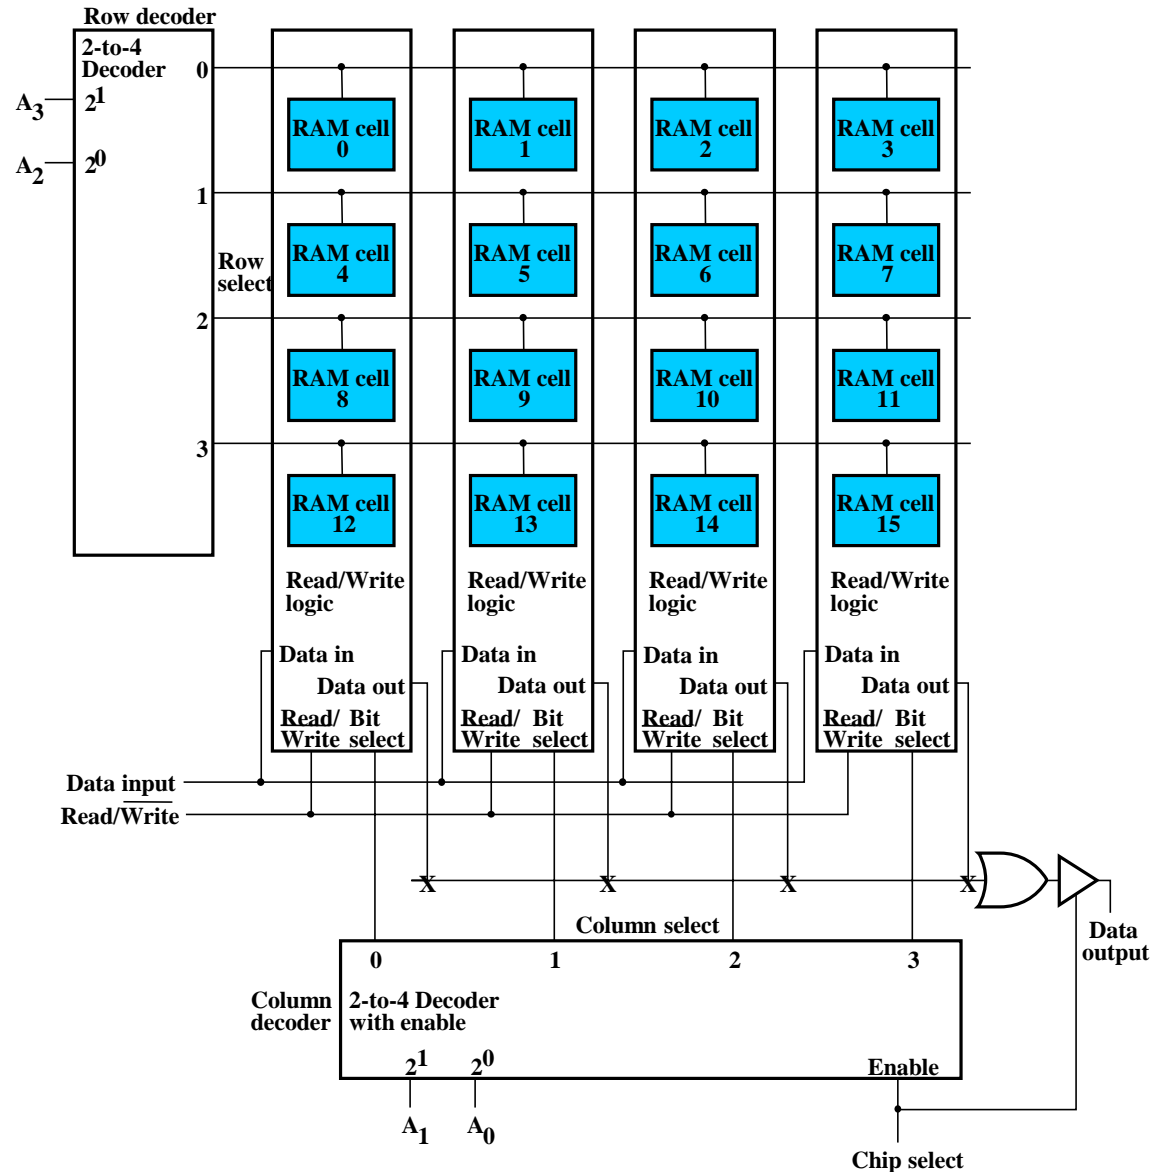 Row decoder
2-to-4
Decoder
A3
2^1
A2
2^0
0
1
2
3
Row
select
RAM cell
0
RAM cell
1
RAM cell
2
RAM cell
3
RAM cell
4
RAM cell
5
RAM cell
6
RAM cell
7
RAM cell
8
RAM cell
9
RAM cell
10
RAM cell
11
RAM cell
12
RAM cell
13
RAM cell
14
RAM cell
15
Read/Write
logic
Read/Write
logic
Read/Write
logic
Read/Write
logic
Data in
Data in
Data in
Data in
Data out
Data out
Data out
Data out
Read/ Bit
Write select
Read/ Bit
Write select
Read/ Bit
Write select
Read/ Bit
Write select
Data input
Read/Write
X X X X
Data
output
Column select
0 1 2 3
Column
decoder
2-to-4 Decoder
with enable
2^1 2^0
Enable
A1 A0
Chip select